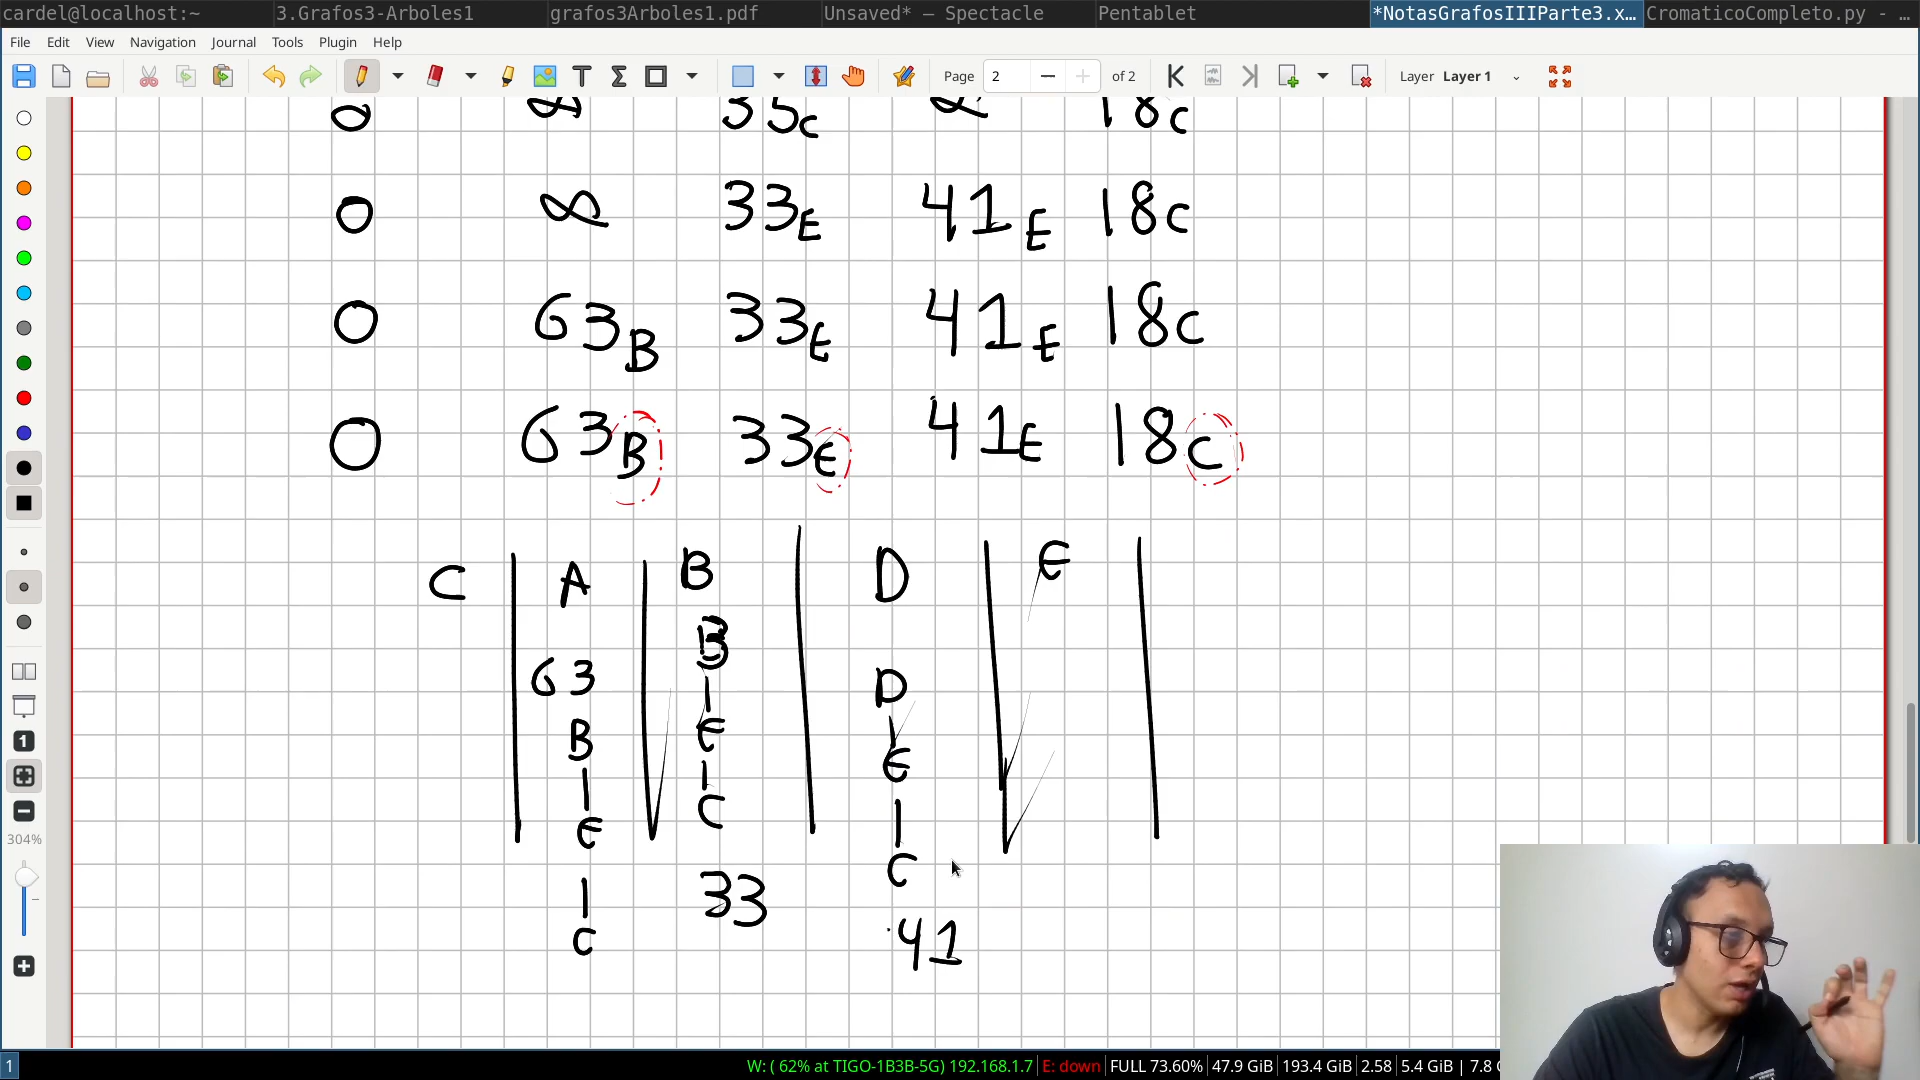 cardel@localhost:~ 3.Grafos3-Arboles1 grafos3Arboles1.pdf Unsaved* — Spectacle Pentablet *NotasGrafosIIIParte3.x… CromaticoCompleto.py - …
File Edit View Navigation Journal Tools Plugin Help
Page 2 of 2 Layer Layer 1
0 ∞ 35C ∞ 18C
0 ∞ 33E 41E 18C
0 63B 33E 41E 18C
0 63B 33E 41E 18C
C A B D E
B
63 D
B E
E
E C
C
33
C 41
1
304%
1 W: ( 62% at TIGO-1B3B-5G) 192.168.1.7 E: down FULL 73.60% 47.9 GiB 193.4 GiB 2.58 5.4 GiB 7.8 G